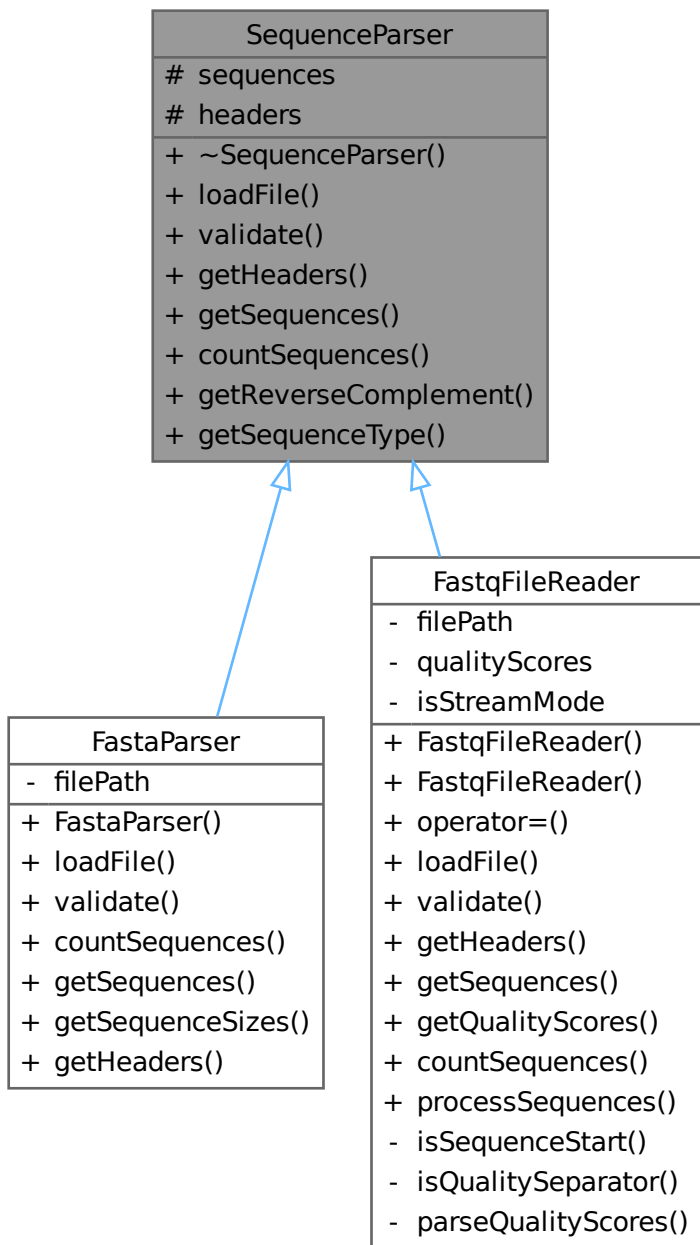 SequenceParser
# sequences
# headers
+ ~SequenceParser()
+ loadFile()
+ validate()
+ getHeaders()
+ getSequences()
+ countSequences()
+ getReverseComplement()
+ getSequenceType()
FastaParser
- filePath
+ FastaParser()
+ loadFile()
+ validate()
+ countSequences()
+ getSequences()
+ getSequenceSizes()
+ getHeaders()
FastqFileReader
- filePath
- qualityScores
- isStreamMode
+ FastqFileReader()
+ FastqFileReader()
+ operator=()
+ loadFile()
+ validate()
+ getHeaders()
+ getSequences()
+ getQualityScores()
+ countSequences()
+ processSequences()
- isSequenceStart()
- isQualitySeparator()
- parseQualityScores()